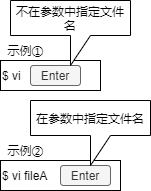 不在参数中指定文件
名
示例①
$ vi Enter
在参数中指定文件名
示例②
$ vi fileA Enter